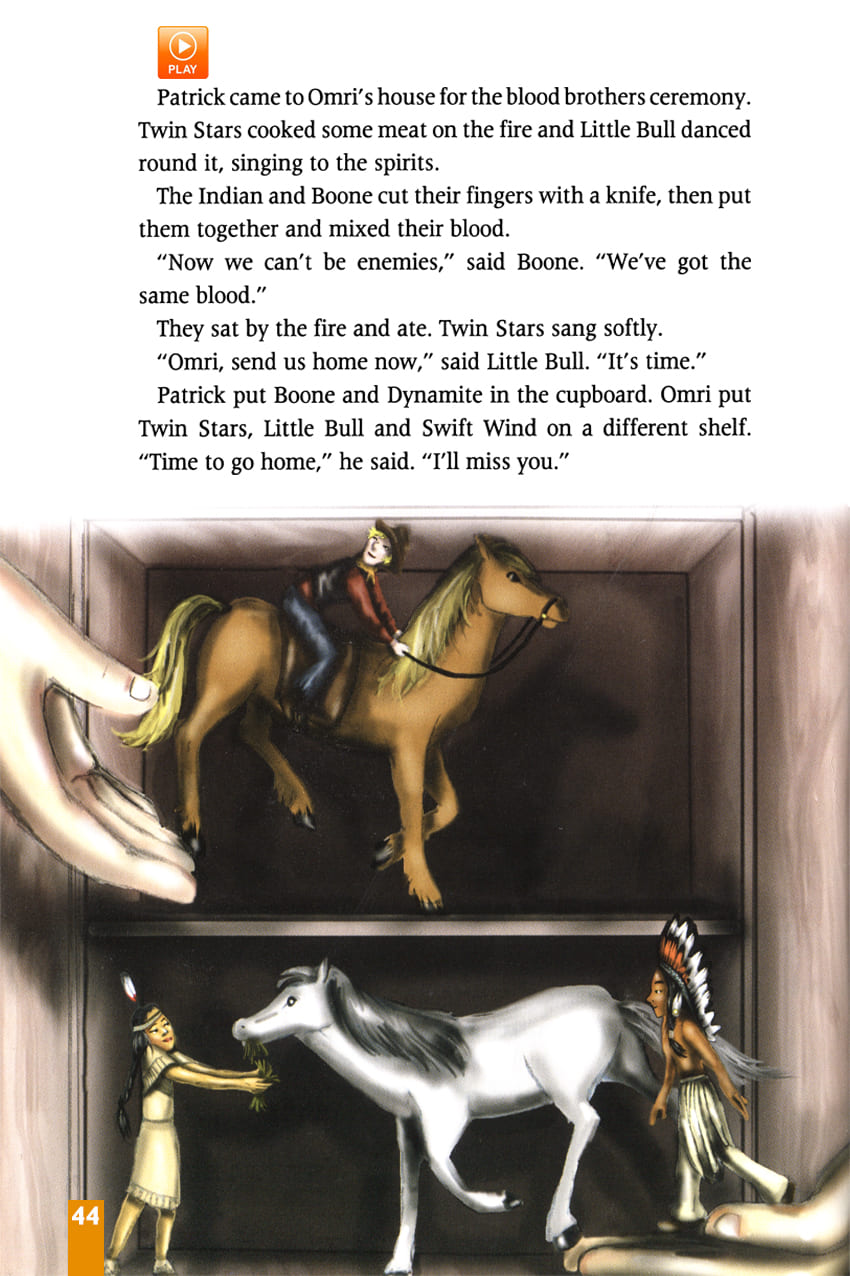 PLAY
Patrick came to Omri's house for the blood brothers ceremony.
Twin Stars cooked some meat on the fire and Little Bull danced
round it, singing to the spirits.
The Indian and Boone cut their fingers with a knife, then put
them together and mixed their blood.
“Now we can't be enemies,” said Boone. “We've got the
same blood.”
They sat by the fire and ate. Twin Stars sang softly.
“Omri, send us home now,” said Little Bull. “It's time.”
Patrick put Boone and Dynamite in the cupboard. Omri put
Twin Stars, Little Bull and Swift Wind on a different shelf.
“Time to go home,” he said. “I'll miss you.”
44